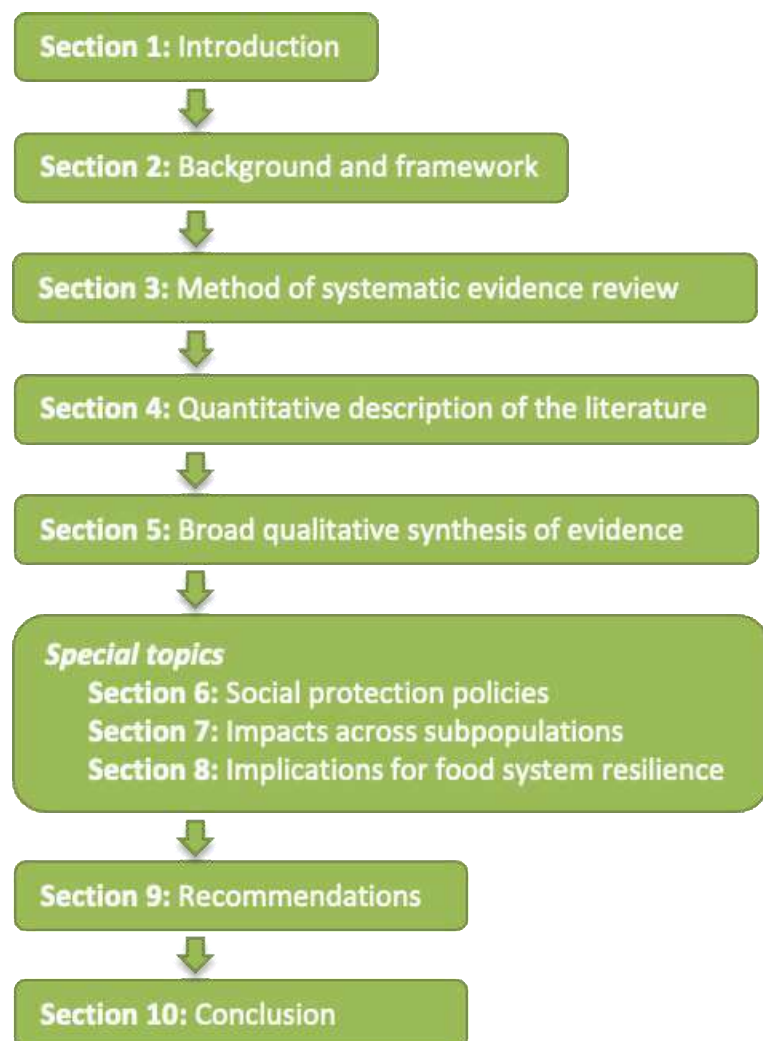 Section 1: Introduction
Section 2: Background and framework
Section 3: Method of systematic evidence review
Section 4: Quantitative description of the literature
Section 5: Broad qualitative synthesis of evidence
Special topics
Section 6: Social protection policies
Section 7: Impacts across subpopulations
Section 8: Implications for food system resilience
Section 9: Recommendations
Section 10: Conclusion